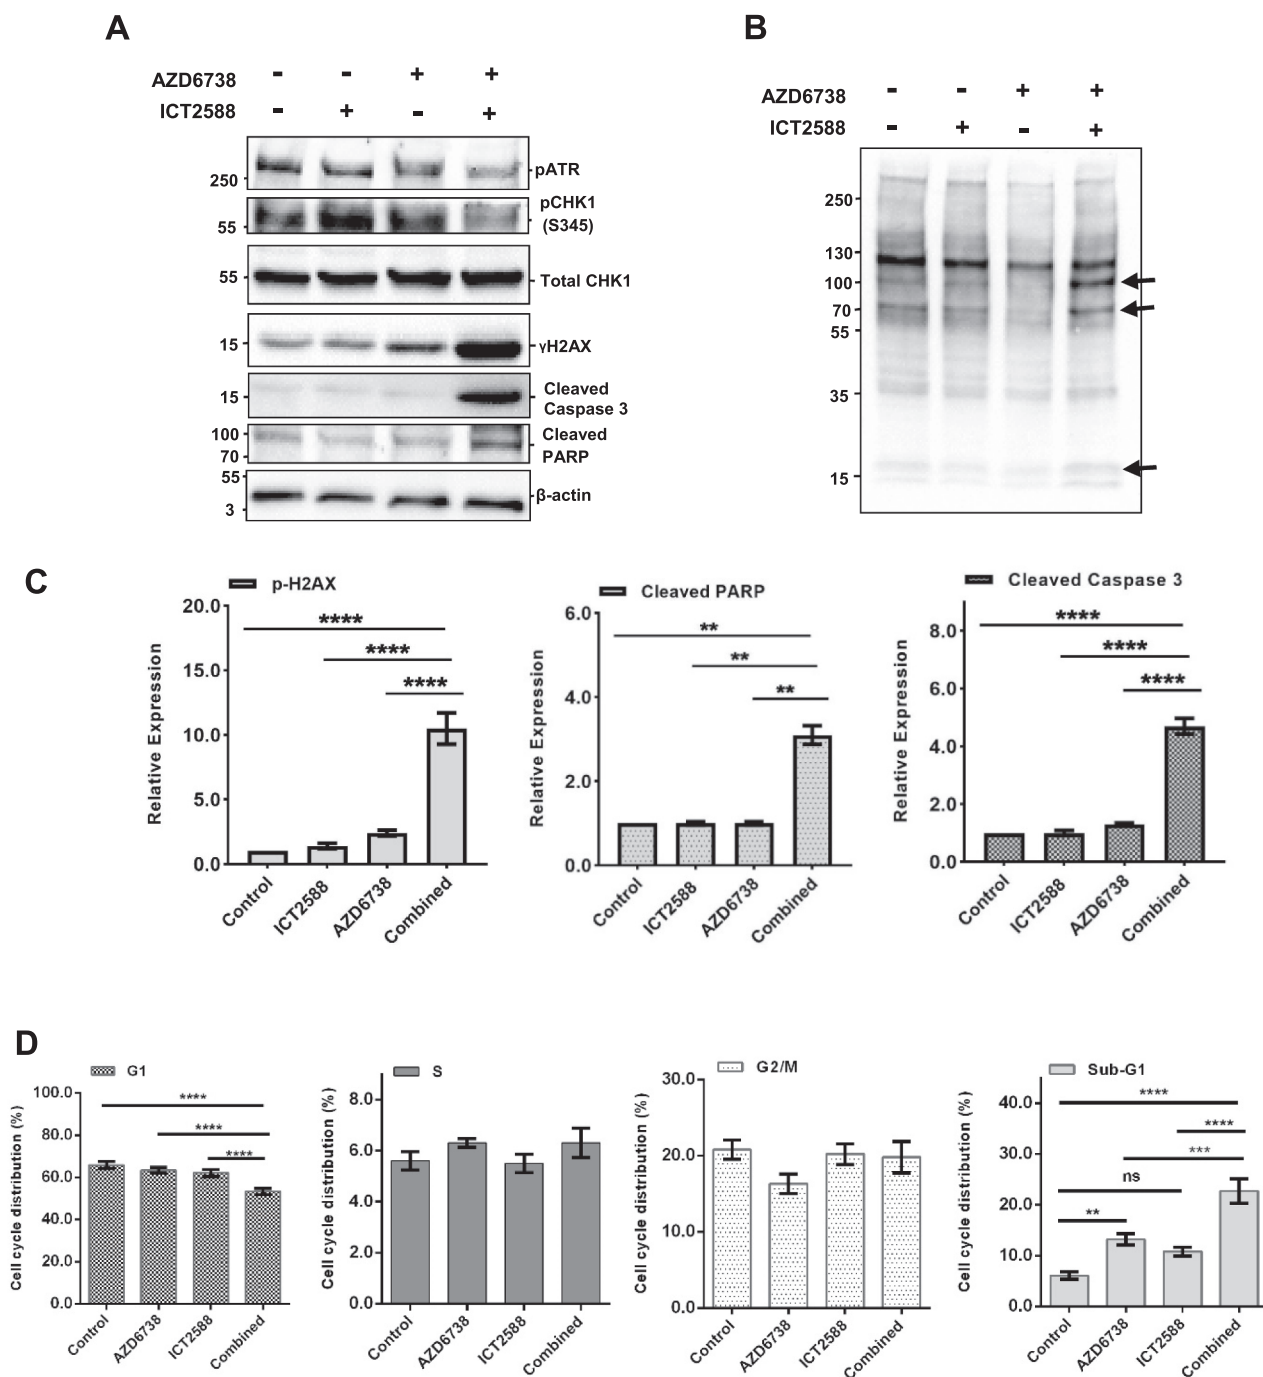 A
AZD6738 - - + +
ICT2588 - + - +
250
pATR
55
pCHK1
(S345)
55
Total CHK1
15
γH2AX
15
Cleaved
Caspase 3
100
70
Cleaved
PARP
55
3
β-actin
B
AZD6738 - - + +
ICT2588 - + - +
250
130
100
70
55
35
15
C
p-H2AX
Relative Expression
20.0
15.0
10.0
5.0
0.0
****
****
****
Control
ICT2588
AZD6738
Combined
Cleaved PARP
Relative Expression
6.0
4.0
2.0
0.0
**
**
**
Control
ICT2588
AZD6738
Combined
Cleaved Caspase 3
Relative Expression
8.0
6.0
4.0
2.0
0.0
****
****
****
Control
ICT2588
AZD6738
Combined
D
G1
Cell cycle distribution (%)
100.0
80.0
60.0
40.0
20.0
0.0
****
****
****
Control
AZD6738
ICT2588
Combined
S
Cell cycle distribution (%)
8.0
6.0
4.0
2.0
0.0
Control
AZD6738
ICT2588
Combined
G2/M
Cell cycle distribution (%)
30.0
20.0
10.0
0.0
Control
AZD6738
ICT2588
Combined
Sub-G1
Cell cycle distribution (%)
40.0
30.0
20.0
10.0
0.0
****
****
***
ns
**
Control
AZD6738
ICT2588
Combined